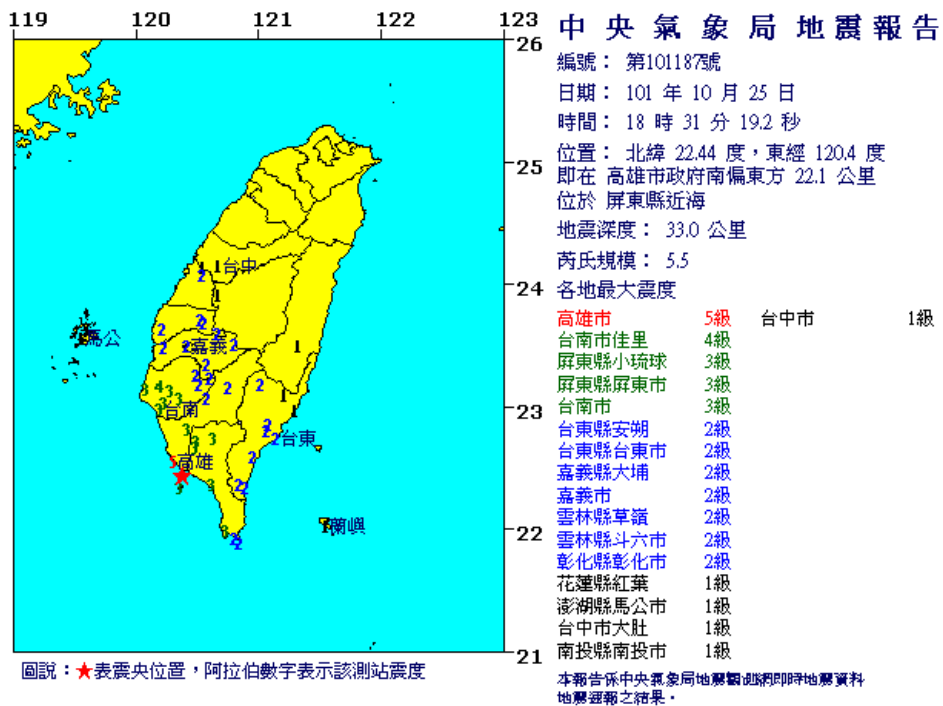 119 120 121 122 123
中央氣象局地震報告
26
編號： 第101187號
日期： 101 年 10 月 25 日
時間： 18 時 31 分 19.2 秒
位置： 北緯 22.44 度，東經 120.4 度
25
即在 高雄市政府南偏東方 22.1 公里
位於 屏東縣近海
地震深度： 33.0 公里
芮氏規模： 5.5
24
各地最大震度
高雄市 5級 台中市 1級
台南市佳里 4級
屏東縣小琉球 3級
屏東縣屏東市 3級
台南市 3級
23
台東縣安朔 2級
台東縣台東市 2級
嘉義縣大埔 2級
嘉義市 2級
雲林縣草嶺 2級
22
雲林縣斗六市 2級
彰化縣彰化市 2級
花蓮縣紅葉 1級
澎湖縣馬公市 1級
台中市大肚 1級
南投縣南投市 1級
21
台中
馬公
嘉義
台南
台東
高雄
蘭嶼
圖說：★表震央位置，阿拉伯數字表示該測站震度
本報告係中央氣象局地震觀測網即時地震資料
地震速報之結果。